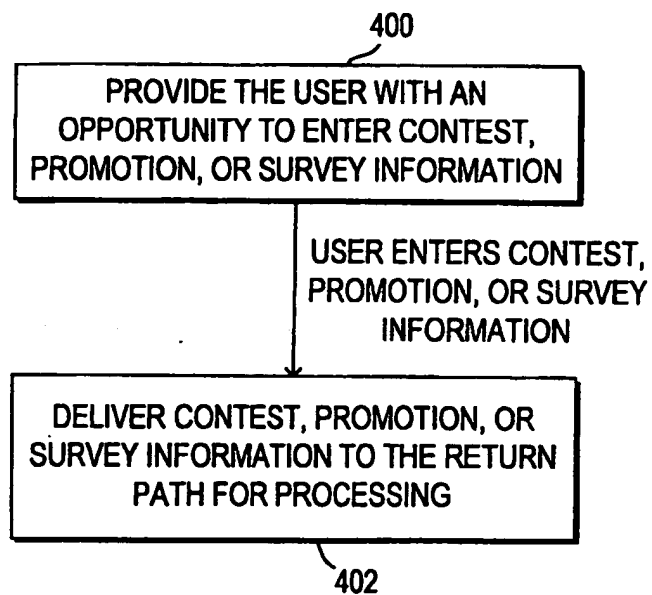 400
PROVIDE THE USER WITH AN
OPPORTUNITY TO ENTER CONTEST,
PROMOTION, OR SURVEY INFORMATION
USER ENTERS CONTEST,
PROMOTION, OR SURVEY
INFORMATION
DELIVER CONTEST, PROMOTION, OR
SURVEY INFORMATION TO THE RETURN
PATH FOR PROCESSING
402